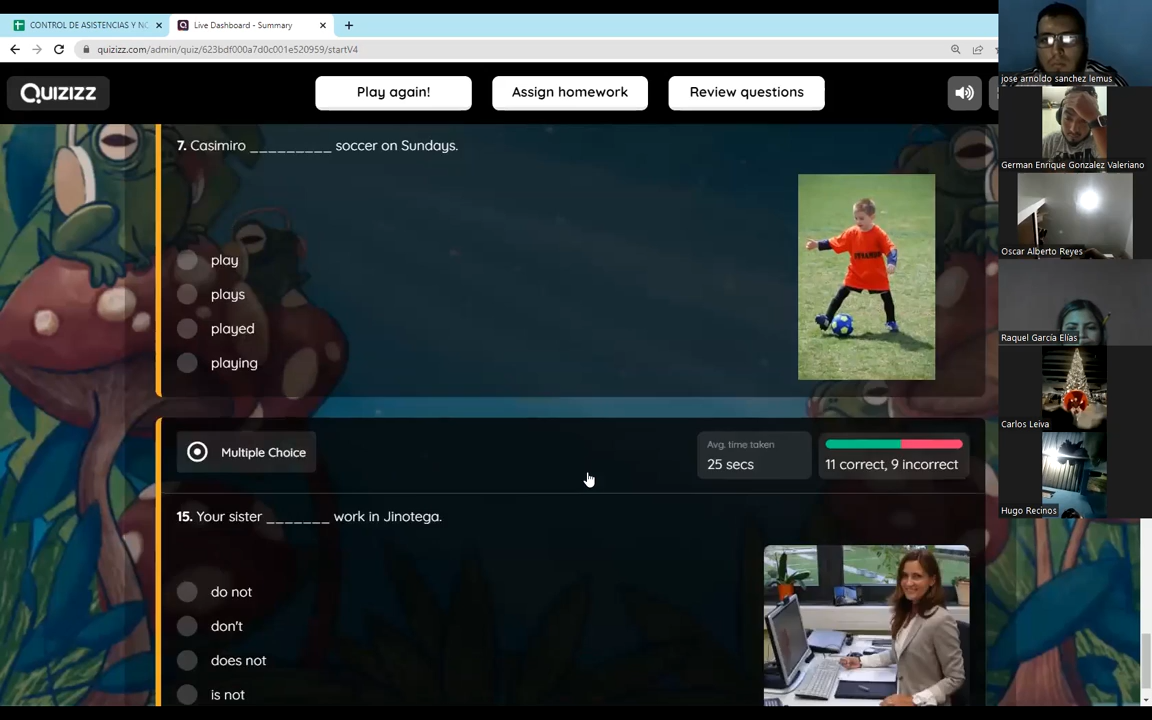 CONTROL DE ASISTENCIAS Y NO
Live Dashboard - Summary
quizizz.com/admin/quiz/623bdf000a7d0c001e520959/startV4
Quizizz
Play again!
Assign homework
Review questions
7. Casimiro _________ soccer on Sundays.
play
plays
played
playing
Multiple Choice
Avg. time taken
25 secs
11 correct, 9 incorrect
15. Your sister _______ work in Jinotega.
do not
don't
does not
is not
jose arnoldo sanchez lemus
German Enrique Gonzalez Valeriano
Oscar Alberto Reyes
Raquel García Elías
Carlos Leiva
Hugo Recinos